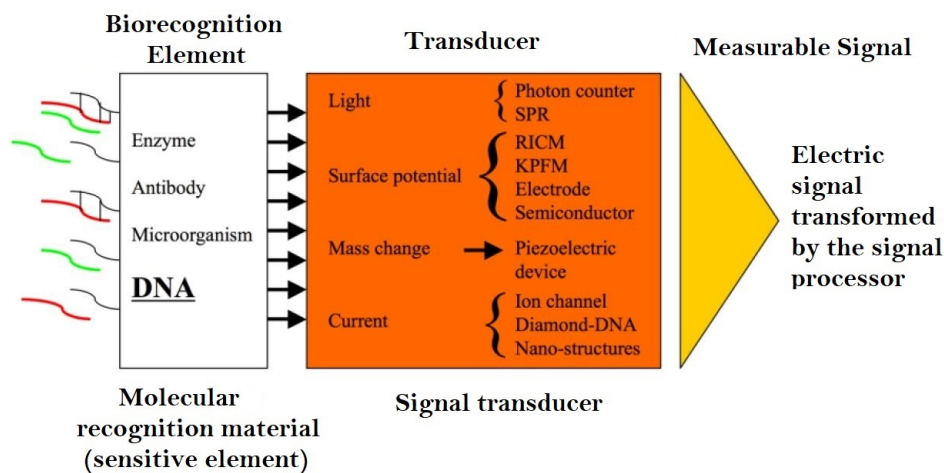 Biorecognition
Element
Transducer
Measurable Signal
Enzyme
Antibody
Microorganism
DNA
Light
Photon counter
SPR
Surface potential
RICM
KPFM
Electrode
Semiconductor
Mass change
Piezoelectric
device
Current
Ion channel
Diamond-DNA
Nano-structures
Electric
signal
transformed
by the signal
processor
Molecular
recognition material
(sensitive element)
Signal transducer